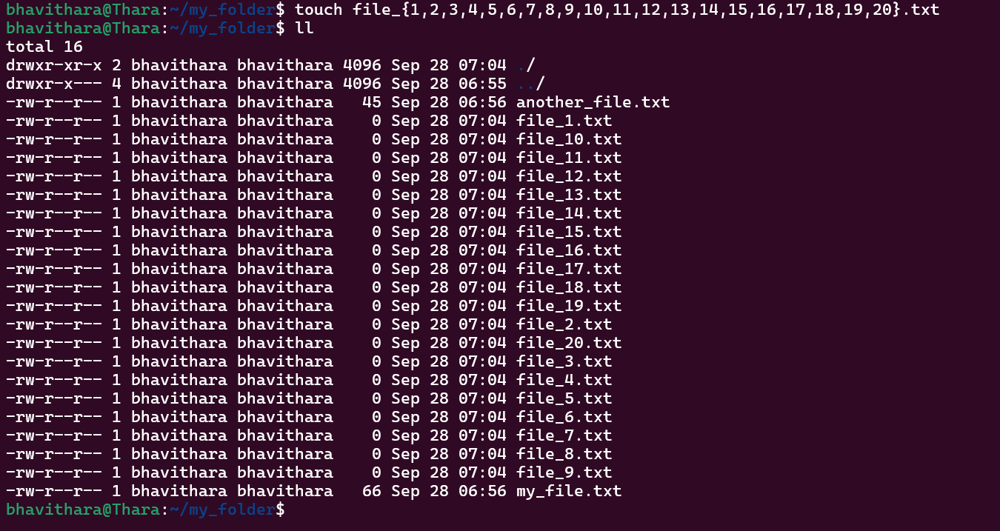 bhavithara@Thara:~/my_folder$ touch file_{1,2,3,4,5,6,7,8,9,10,11,12,13,14,15,16,17,18,19,20}.txt
bhavithara@Thara:~/my_folder$ ll
total 16
drwxr-xr-x 2 bhavithara bhavithara 4096 Sep 28 07:04 ./
drwxr-x--- 4 bhavithara bhavithara 4096 Sep 28 06:55 ../
-rw-r--r-- 1 bhavithara bhavithara   45 Sep 28 06:56 another_file.txt
-rw-r--r-- 1 bhavithara bhavithara    0 Sep 28 07:04 file_1.txt
-rw-r--r-- 1 bhavithara bhavithara    0 Sep 28 07:04 file_10.txt
-rw-r--r-- 1 bhavithara bhavithara    0 Sep 28 07:04 file_11.txt
-rw-r--r-- 1 bhavithara bhavithara    0 Sep 28 07:04 file_12.txt
-rw-r--r-- 1 bhavithara bhavithara    0 Sep 28 07:04 file_13.txt
-rw-r--r-- 1 bhavithara bhavithara    0 Sep 28 07:04 file_14.txt
-rw-r--r-- 1 bhavithara bhavithara    0 Sep 28 07:04 file_15.txt
-rw-r--r-- 1 bhavithara bhavithara    0 Sep 28 07:04 file_16.txt
-rw-r--r-- 1 bhavithara bhavithara    0 Sep 28 07:04 file_17.txt
-rw-r--r-- 1 bhavithara bhavithara    0 Sep 28 07:04 file_18.txt
-rw-r--r-- 1 bhavithara bhavithara    0 Sep 28 07:04 file_19.txt
-rw-r--r-- 1 bhavithara bhavithara    0 Sep 28 07:04 file_2.txt
-rw-r--r-- 1 bhavithara bhavithara    0 Sep 28 07:04 file_20.txt
-rw-r--r-- 1 bhavithara bhavithara    0 Sep 28 07:04 file_3.txt
-rw-r--r-- 1 bhavithara bhavithara    0 Sep 28 07:04 file_4.txt
-rw-r--r-- 1 bhavithara bhavithara    0 Sep 28 07:04 file_5.txt
-rw-r--r-- 1 bhavithara bhavithara    0 Sep 28 07:04 file_6.txt
-rw-r--r-- 1 bhavithara bhavithara    0 Sep 28 07:04 file_7.txt
-rw-r--r-- 1 bhavithara bhavithara    0 Sep 28 07:04 file_8.txt
-rw-r--r-- 1 bhavithara bhavithara    0 Sep 28 07:04 file_9.txt
-rw-r--r-- 1 bhavithara bhavithara   66 Sep 28 06:56 my_file.txt
bhavithara@Thara:~/my_folder$